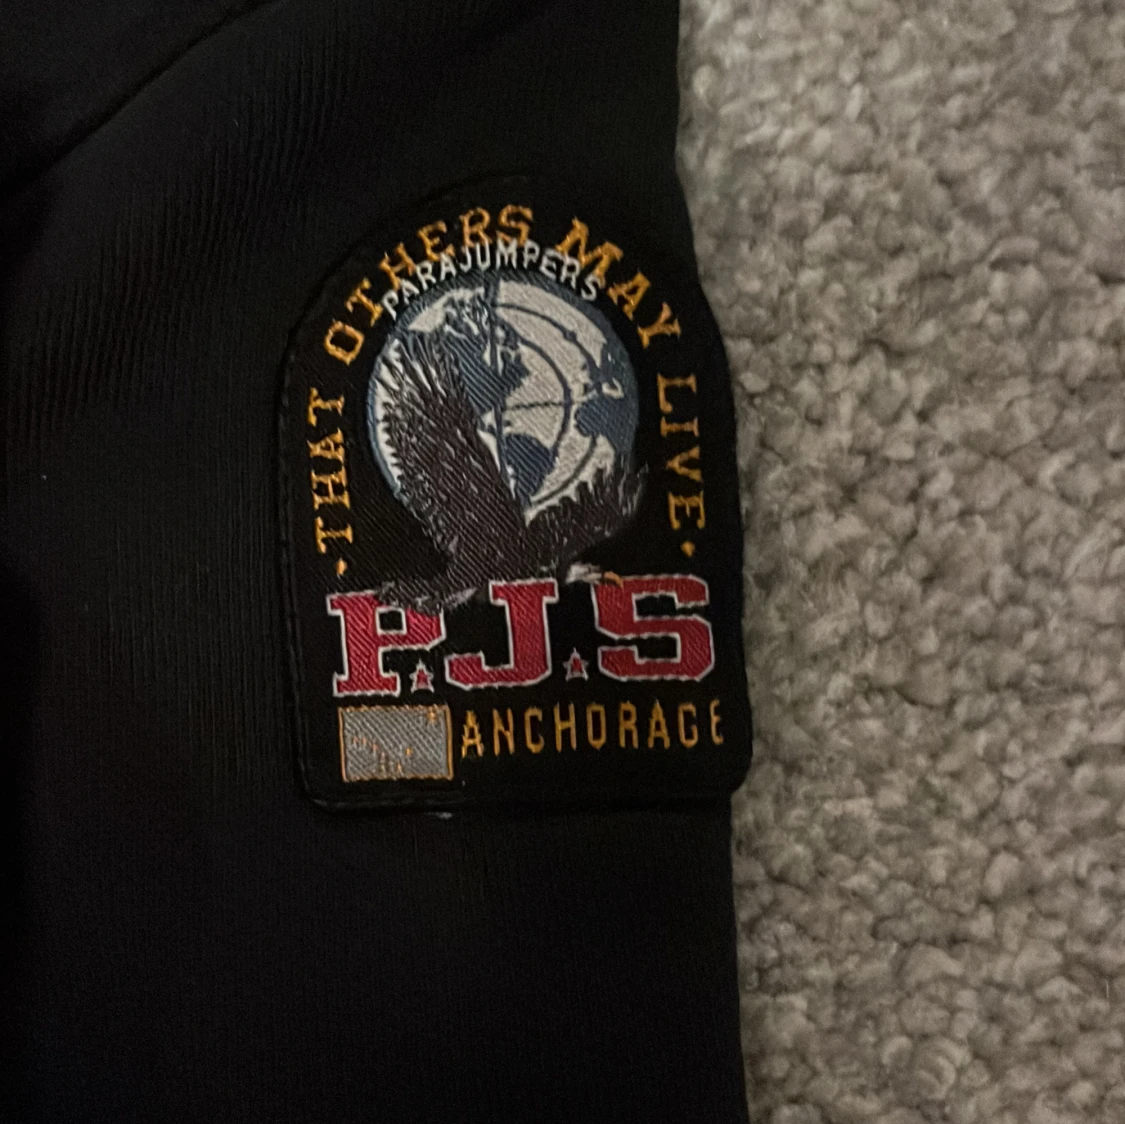 ·THAT OTHERS MAY LIVE·
PARAJUMPERS
P.J.S
ANCHORAGE